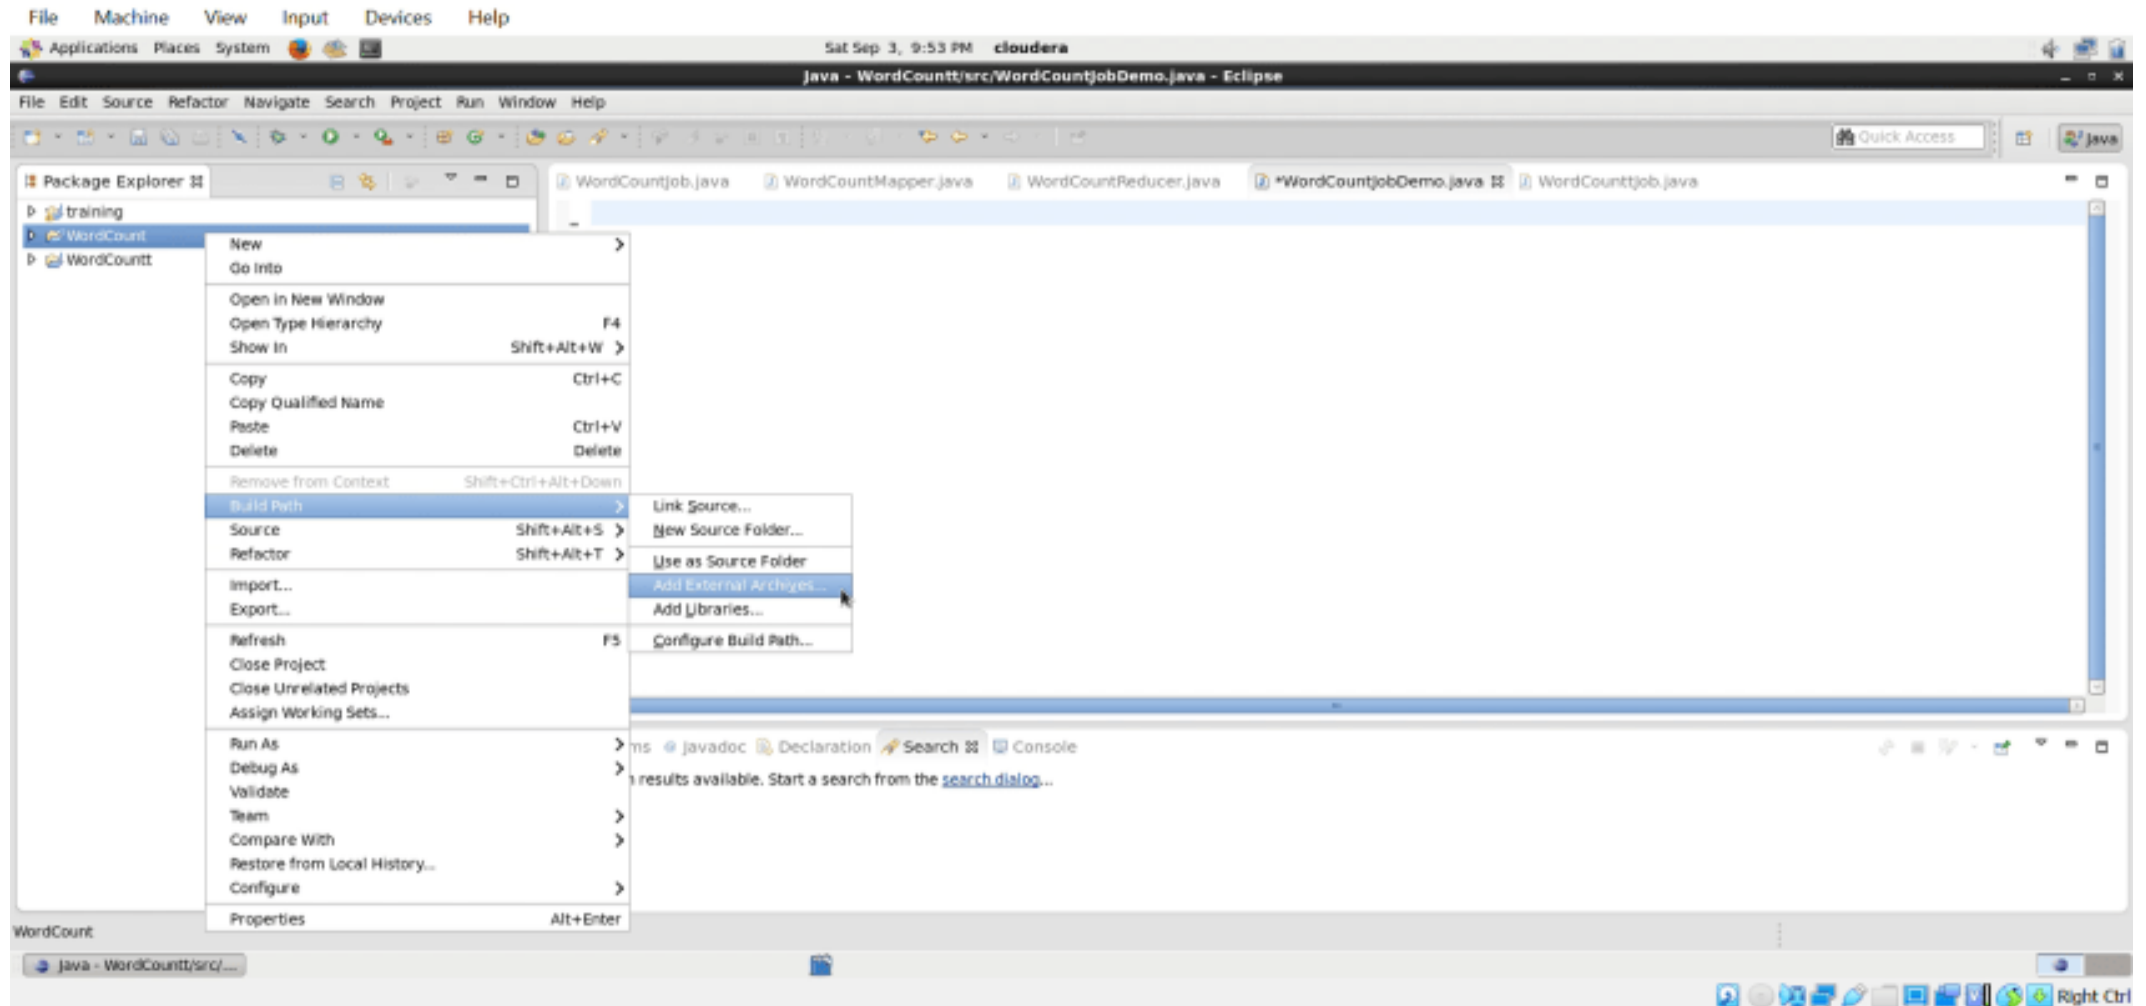 File Machine View Input Devices Help
Applications Places System Sat Sep 3, 9:53 PM cloudera
Java - WordCountt/src/WordCountJobDemo.java - Eclipse
File Edit Source Refactor Navigate Search Project Run Window Help
Quick Access Java
Package Explorer WordCountJob.java WordCountMapper.java WordCountReducer.java *WordCountJobDemo.java WordCounttJob.java
training
WordCount
WordCountt
New
Go Into
Open in New Window
Open Type Hierarchy F4
Show In Shift+Alt+W
Copy Ctrl+C
Copy Qualified Name
Paste Ctrl+V
Delete Delete
Remove from Context Shift+Ctrl+Alt+Down
Build Path
Source Shift+Alt+S
Refactor Shift+Alt+T
Import...
Export...
Refresh F5
Close Project
Close Unrelated Projects
Assign Working Sets...
Run As
Debug As
Validate
Team
Compare With
Restore from Local History...
Configure
Properties Alt+Enter
Link Source...
New Source Folder...
Use as Source Folder
Add External Archives...
Add Libraries...
Configure Build Path...
ms Javadoc Declaration Search Console
results available. Start a search from the search dialog...
WordCount
Java - WordCountt/src/...
Right Ctrl